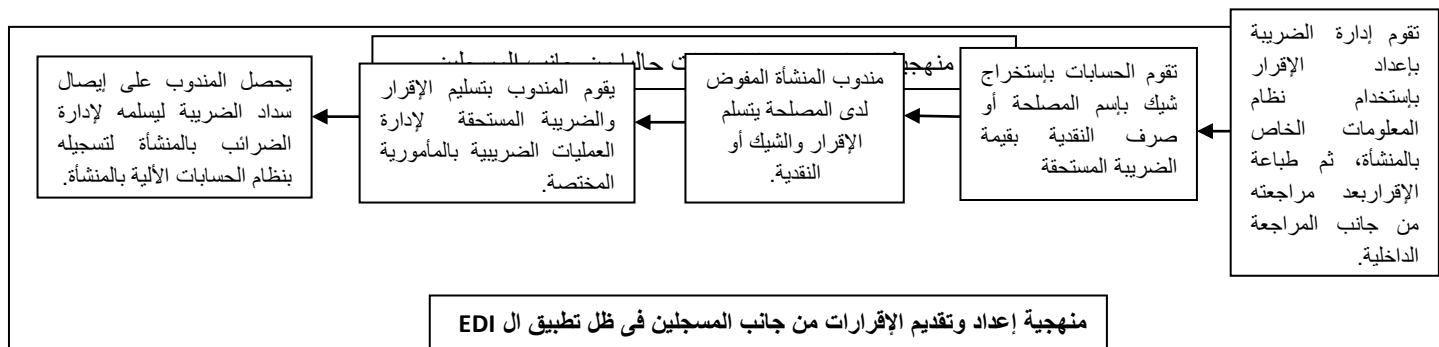 تقوم إدارة الضريبة
بإعداد الإقرار
بإستخدام نظام
المعلومات الخاص
بالمنشأة، ثم طباعة
الإقراربعد مراجعته
من جانب المراجعة
الداخلية.
تقوم الحسابات بإستخراج
شيك بإسم المصلحة أو
صرف النقدية بقيمة
الضريبة المستحقة
مندوب المنشأة المفوض
لدى المصلحة يتسلم
الإقرار والشيك أو
النقدية.
يقوم المندوب بتسليم الإقرار
والضريبة المستحقة لإدارة
العمليات الضريبية بالمأمورية
المختصة.
يحصل المندوب على إيصال
سداد الضريبة ليسلمه لإدارة
الضرائب بالمنشأة لتسجيله
بنظام الحسابات الألية بالمنشأة.
منهجية إعداد وتقديم الإقرارات من جانب المسجلين فى ظل تطبيق ال EDI